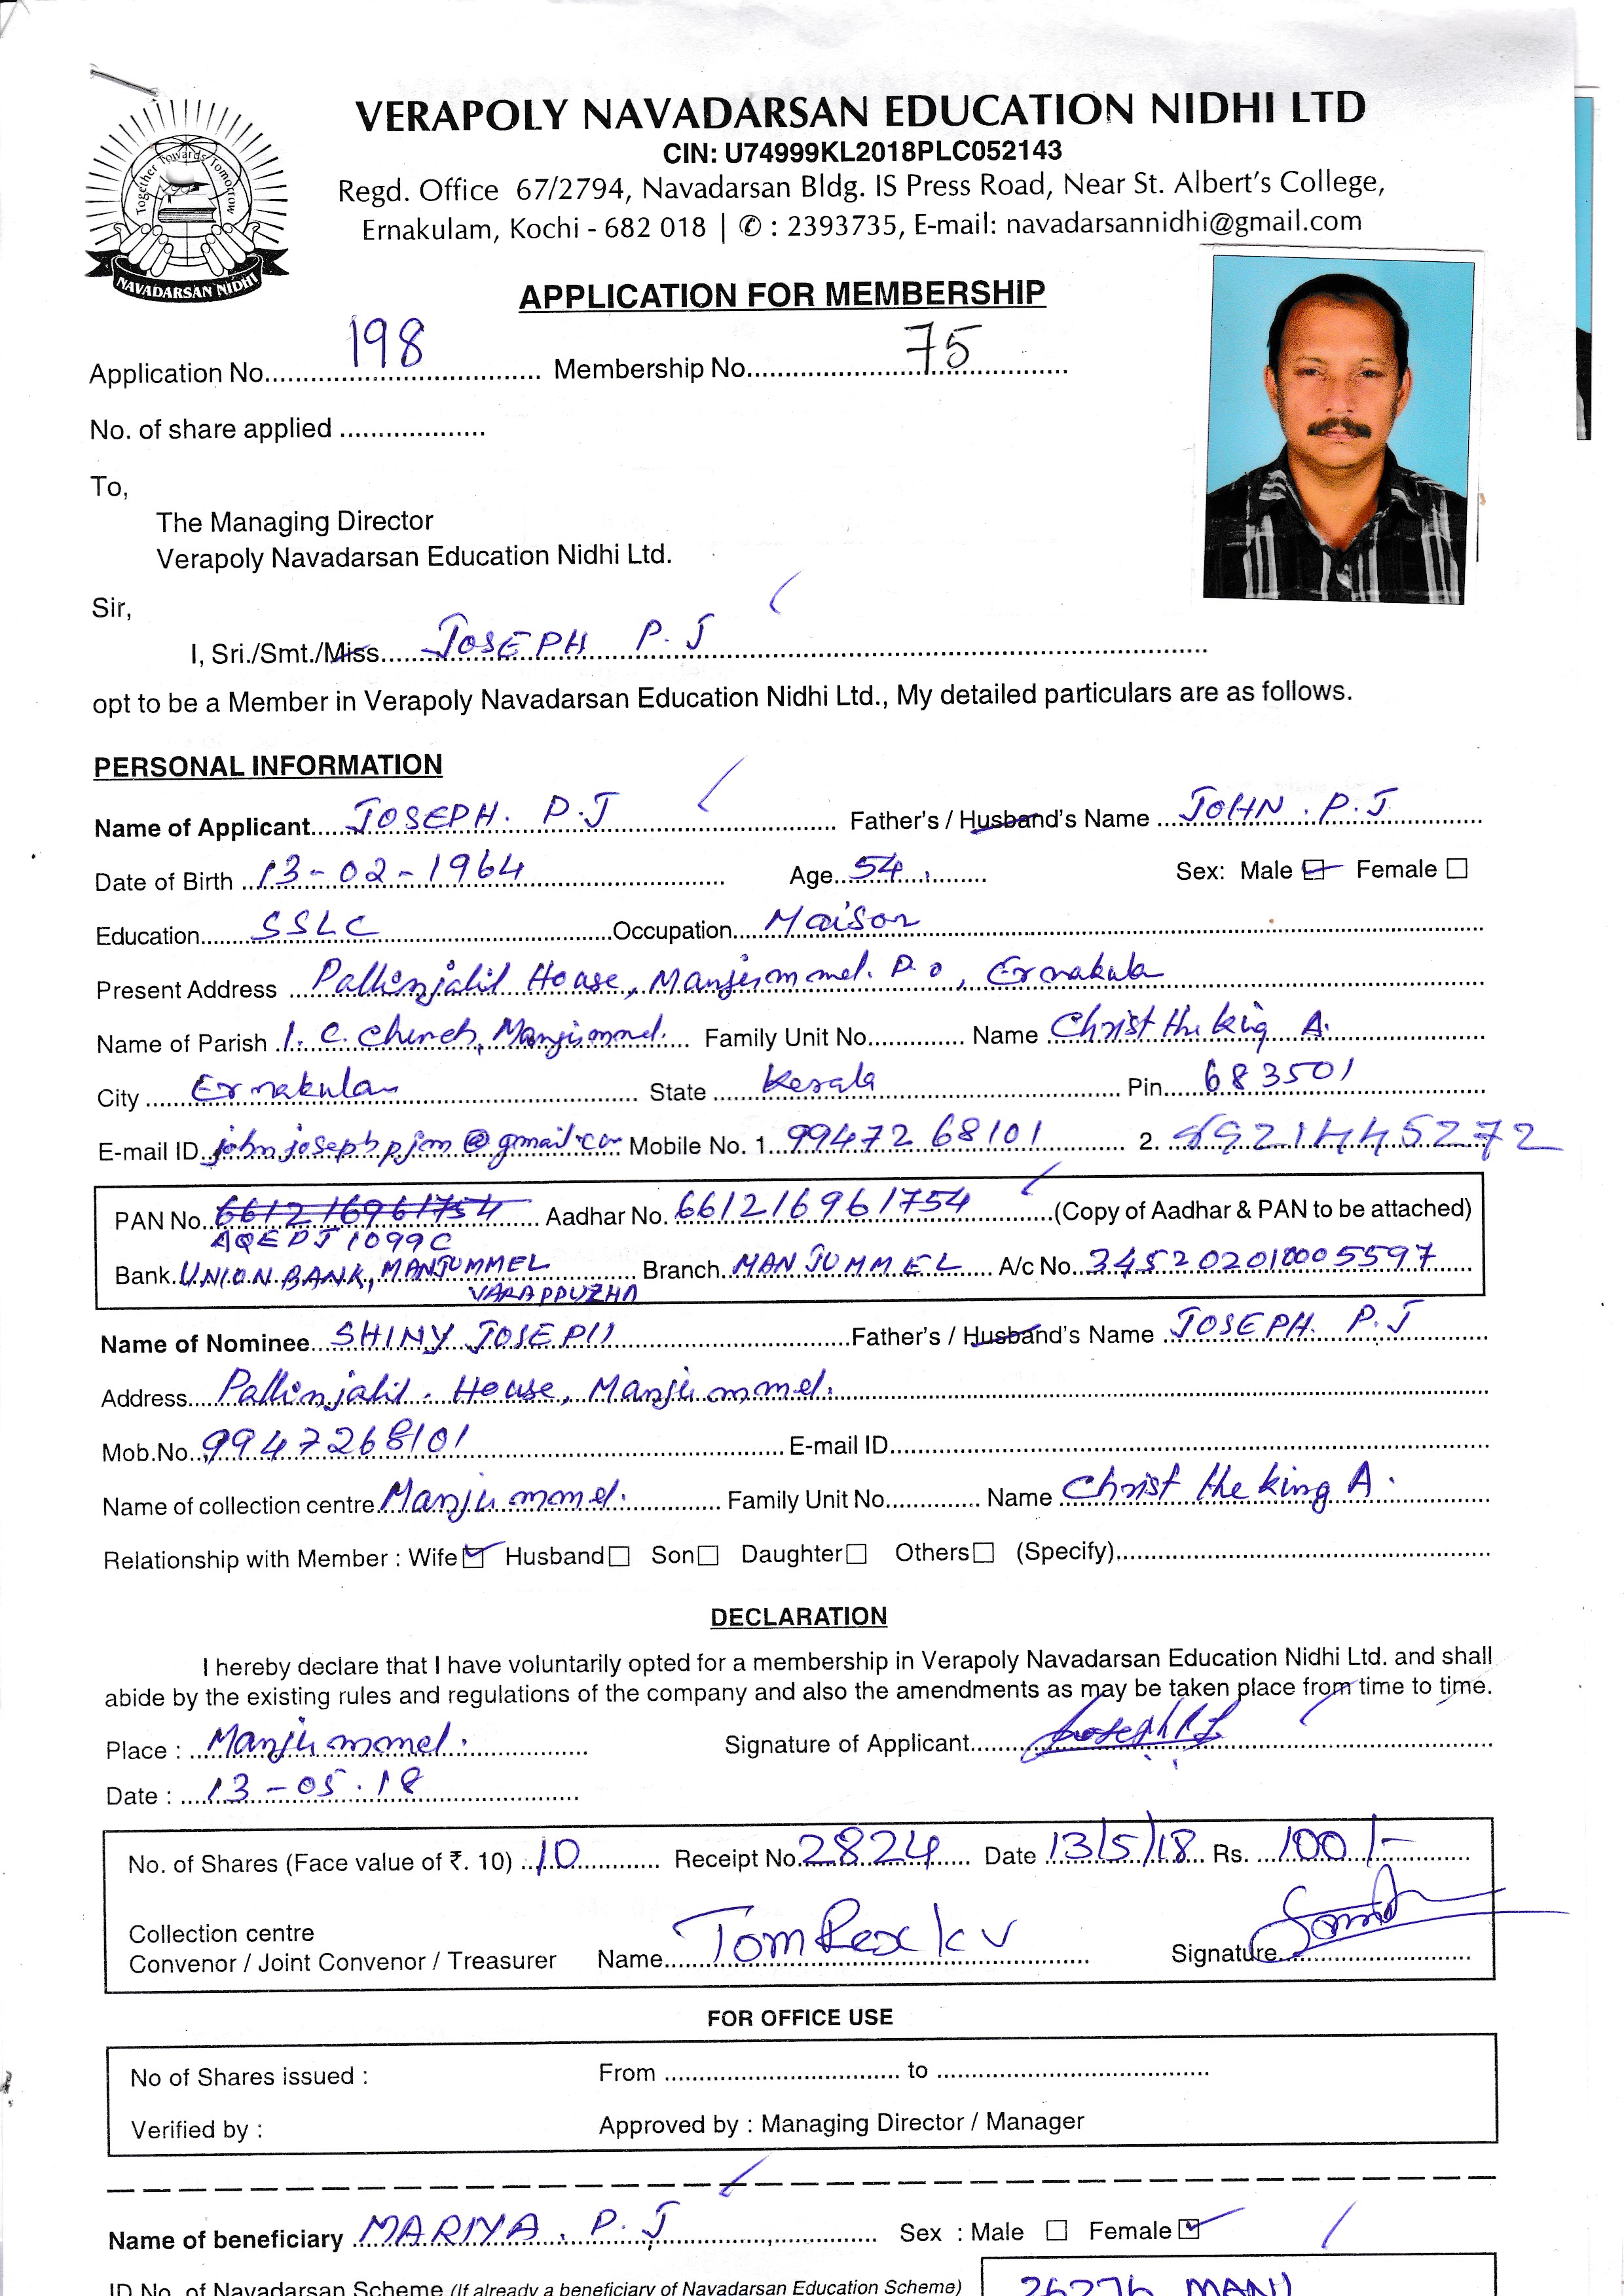 VERAPOLY NAVADARSAN EDUCATION NIDHI LTD
CIN: U74999KL2018PLC052143
Regd. Office 67/2794, Navadarsan Bldg. IS Press Road, Near St. Albert's College,
Ernakulam, Kochi - 682 018 | ✆ : 2393735, E-mail: navadarsannidhi@gmail.com
Together Towards Tomorrow
NAVADARSAN NIDHI
APPLICATION FOR MEMBERSHIP
Application No. 198 Membership No. 75
No. of share applied
To,
The Managing Director
Verapoly Navadarsan Education Nidhi Ltd.
Sir,
I, Sri./Smt./Miss JOSEPH P.J
opt to be a Member in Verapoly Navadarsan Education Nidhi Ltd., My detailed particulars are as follows.
PERSONAL INFORMATION
Name of Applicant JOSEPH. P.J Father's / Husband's Name JOHN. P.J
Date of Birth 13-02-1964 Age 54 Sex: Male Female
Education SSLC Occupation Maison
Present Address House, P.o,
Name of Parish I. C. Church, Family Unit No. Name Christ the king A.
City State Kerala Pin 683501
E-mail ID Mobile No. 1. 9947268101 2.
PAN No. 661216961754 Aadhar No. 661216961754 (Copy of Aadhar & PAN to be attached)
AQEPJ1099C
Bank UNION BANK, MANJUMMEL Branch MANJUMMEL A/c No. 345202010005597
VARAPPUZHA
Name of Nominee SHINY JOSEPH Father's / Husband's Name JOSEPH. P.J
Address House, Manjummel.
Mob.No. 9947268101 E-mail ID
Name of collection centre Manjummel. Family Unit No. Name Christ the king A.
Relationship with Member : Wife Husband Son Daughter Others (Specify)
DECLARATION
I hereby declare that I have voluntarily opted for a membership in Verapoly Navadarsan Education Nidhi Ltd. and shall
abide by the existing rules and regulations of the company and also the amendments as may be taken place from time to time.
Place : Manjummel. Signature of Applicant Joseph P.J
Date : 13-05.18
No. of Shares (Face value of ₹. 10) 10 Receipt No. 2824 Date 13/5/18 Rs. 100/-
Collection centre
Convenor / Joint Convenor / Treasurer Name Tom Rex K V Signature
FOR OFFICE USE
No of Shares issued : From to
Verified by : Approved by : Managing Director / Manager
Name of beneficiary MARIYA. P.J Sex : Male Female
ID No. of Navadarsan Scheme (If already a beneficiary of Navadarsan Education Scheme)